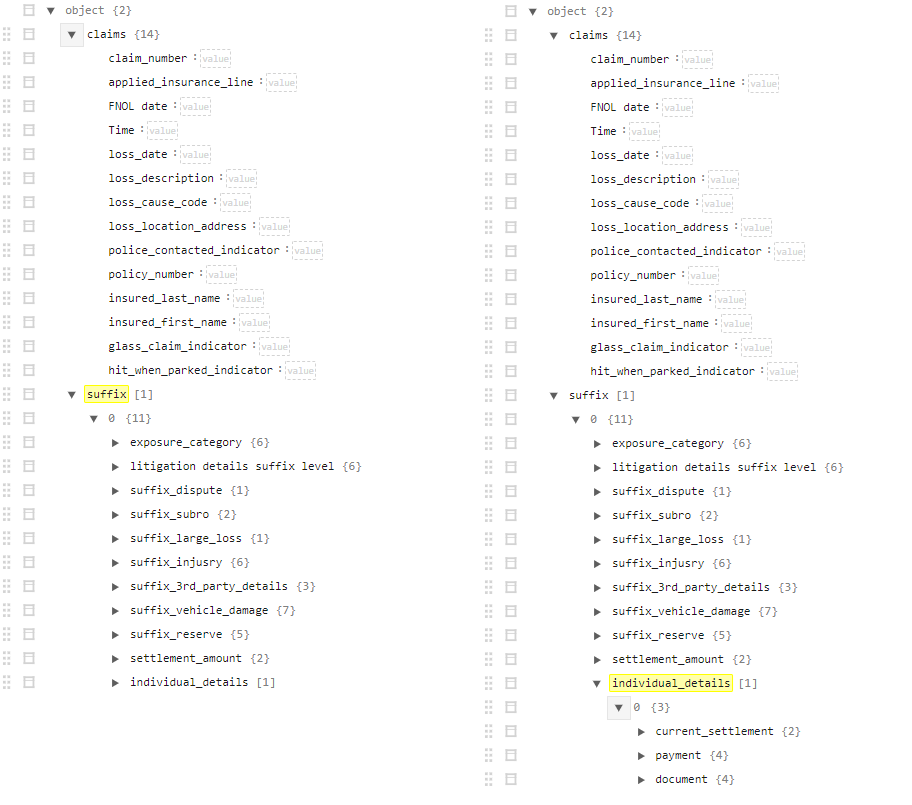 object {2}
claims {14}
claim_number : value
applied_insurance_line : value
FNOL date : value
Time : value
loss_date : value
loss_description : value
loss_cause_code : value
loss_location_address : value
police_contacted_indicator : value
policy_number : value
insured_last_name : value
insured_first_name : value
glass_claim_indicator : value
hit_when_parked_indicator : value
suffix [1]
0 {11}
exposure_category {6}
litigation details suffix level {6}
suffix_dispute {1}
suffix_subro {2}
suffix_large_loss {1}
suffix_injusry {6}
suffix_3rd_party_details {3}
suffix_vehicle_damage {7}
suffix_reserve {5}
settlement_amount {2}
individual_details [1]
object {2}
claims {14}
claim_number : value
applied_insurance_line : value
FNOL date : value
Time : value
loss_date : value
loss_description : value
loss_cause_code : value
loss_location_address : value
police_contacted_indicator : value
policy_number : value
insured_last_name : value
insured_first_name : value
glass_claim_indicator : value
hit_when_parked_indicator : value
suffix [1]
0 {11}
exposure_category {6}
litigation details suffix level {6}
suffix_dispute {1}
suffix_subro {2}
suffix_large_loss {1}
suffix_injusry {6}
suffix_3rd_party_details {3}
suffix_vehicle_damage {7}
suffix_reserve {5}
settlement_amount {2}
individual_details [1]
0 {3}
current_settlement {2}
payment {4}
document {4}